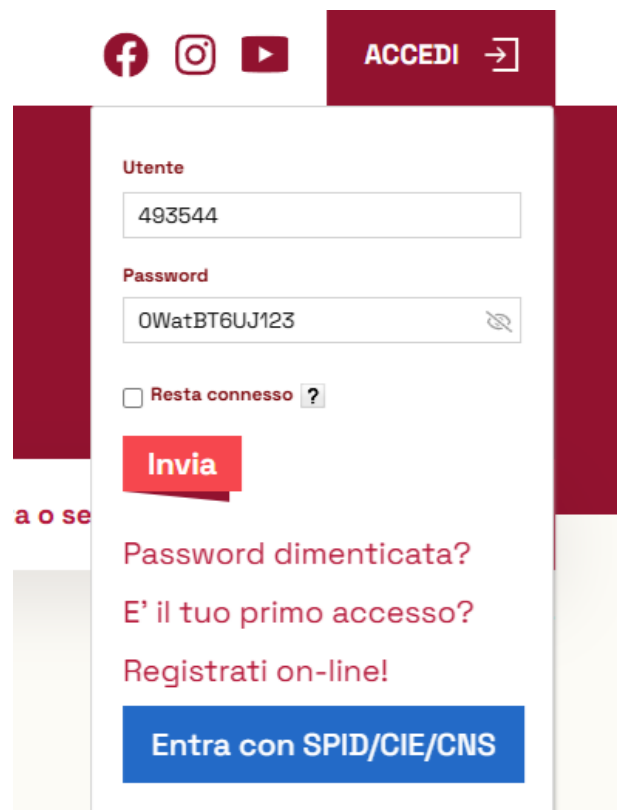 ACCEDI
Utente
493544
Password
OWatBT6UJ123
Resta connesso ?
Invia
a o se
Password dimenticata?
E' il tuo primo accesso?
Registrati on-line!
Entra con SPID/CIE/CNS